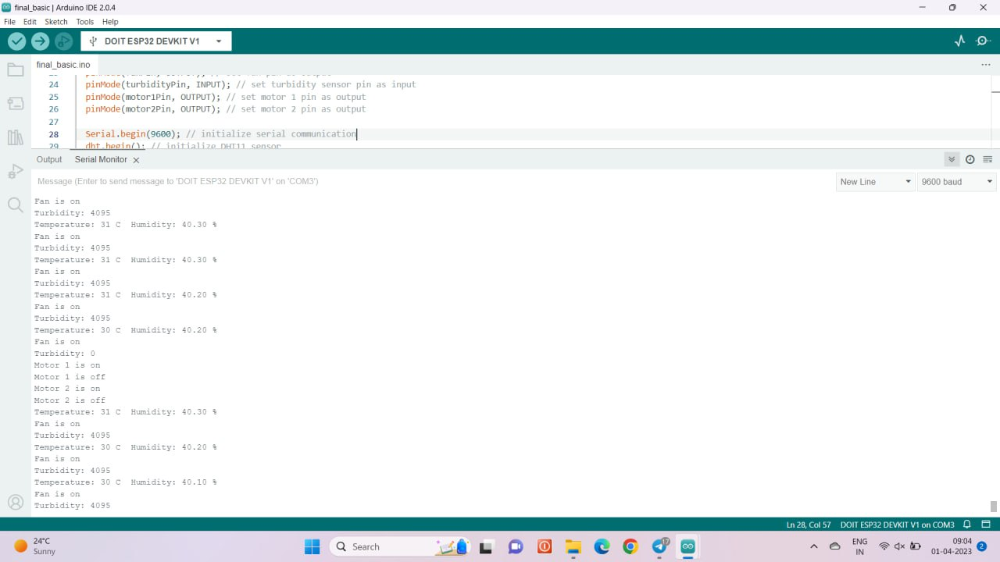 final_basic | Arduino IDE 2.0.4
File Edit Sketch Tools Help
DOIT ESP32 DEVKIT V1
final_basic.ino
24 pinMode(turbidityPin, INPUT); // set turbidity sensor pin as input
25 pinMode(motor1Pin, OUTPUT); // set motor 1 pin as output
26 pinMode(motor2Pin, OUTPUT); // set motor 2 pin as output
27
28 Serial.begin(9600); // initialize serial communication
29 dht.begin(); // initialize DHT11 sensor
Output Serial Monitor
Message (Enter to send message to 'DOIT ESP32 DEVKIT V1' on 'COM3')
New Line 9600 baud
Fan is on
Turbidity: 4095
Temperature: 31 C Humidity: 40.30 %
Fan is on
Turbidity: 4095
Temperature: 31 C Humidity: 40.30 %
Fan is on
Turbidity: 4095
Temperature: 31 C Humidity: 40.20 %
Fan is on
Turbidity: 4095
Temperature: 30 C Humidity: 40.20 %
Fan is on
Turbidity: 0
Motor 1 is on
Motor 1 is off
Motor 2 is on
Motor 2 is off
Temperature: 31 C Humidity: 40.30 %
Fan is on
Turbidity: 4095
Temperature: 30 C Humidity: 40.20 %
Fan is on
Turbidity: 4095
Temperature: 30 C Humidity: 40.10 %
Fan is on
Turbidity: 4095
Ln 28, Col 57 DOIT ESP32 DEVKIT V1 on COM3
24°C
Sunny
Search
17
ENG
IN
09:04
01-04-2023
2